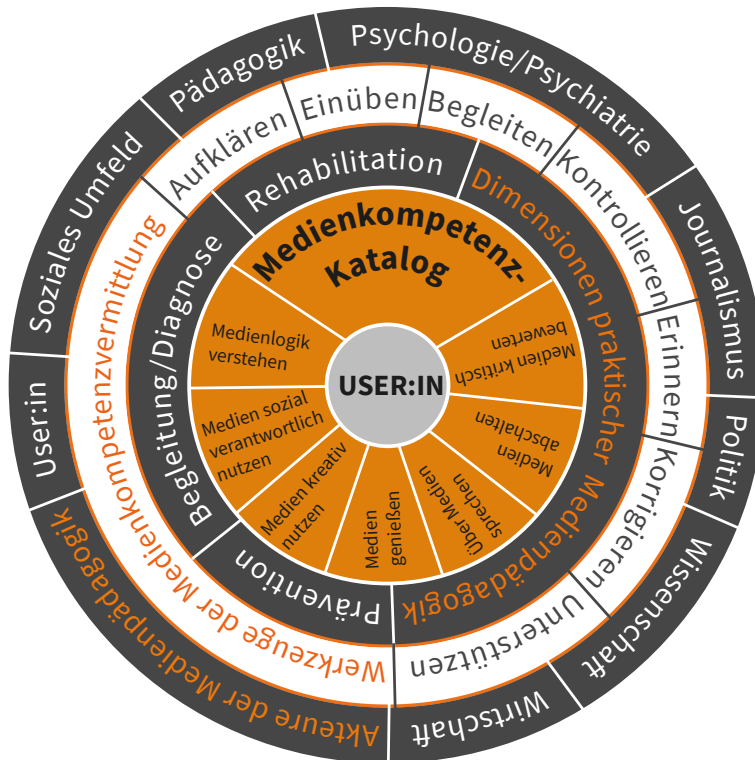 Akteure der Medienpädagogik
User:in
Soziales Umfeld
Pädagogik
Psychologie/Psychiatrie
Journalismus
Politik
Wissenschaft
Wirtschaft
Werkzeuge der Medienkompetenzvermittlung
Aufklären
Einüben
Begleiten
Kontrollieren
Erinnern
Korrigieren
Unterstützen
Dimensionen praktischer Medienpädagogik
Prävention
Begleitung/Diagnose
Rehabilitation
Medienkompetenz-
Katalog
Medien kritisch
bewerten
Medien
abschalten
Über Medien
sprechen
Medien
genießen
Medien kreativ
nutzen
Medien sozial
verantwortlich
nutzen
Medienlogik
verstehen
USER:IN